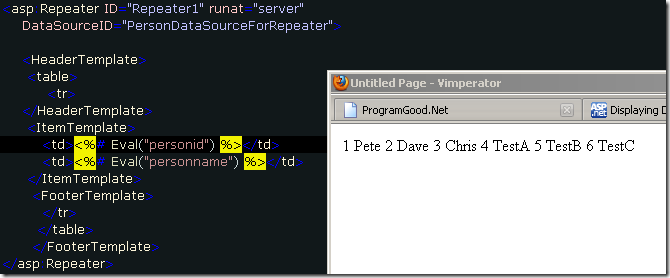 <asp:Repeater ID="Repeater1" runat="server"
DataSourceID="PersonDataSourceForRepeater">
<HeaderTemplate>
<table>
<tr>
</HeaderTemplate>
<ItemTemplate>
<td><%# Eval("personid") %></td>
<td><%# Eval("personname") %></td>
</ItemTemplate>
<FooterTemplate>
</tr>
</table>
</FooterTemplate>
</asp:Repeater>
Untitled Page - Vimperator
ProgramGood.Net
ASP.net
Displaying D
1 Pete 2 Dave 3 Chris 4 TestA 5 TestB 6 TestC